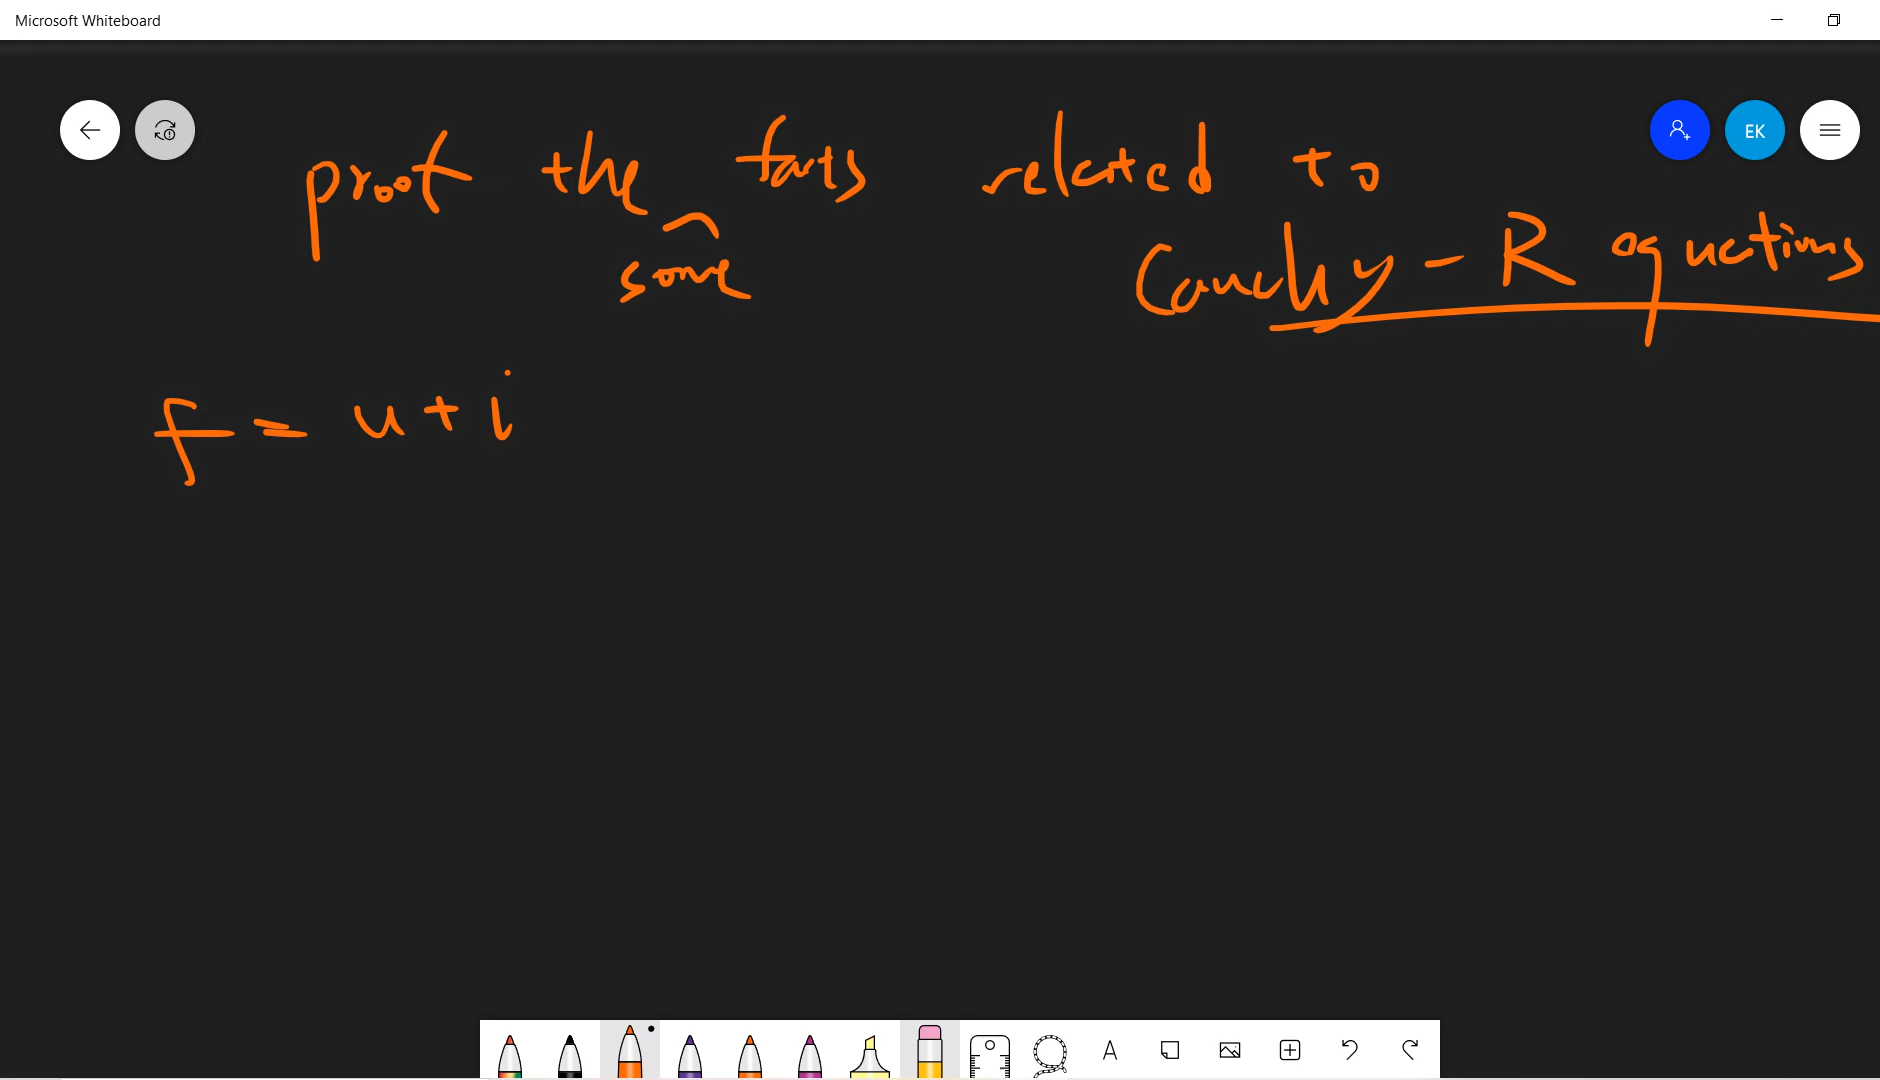 Microsoft Whiteboard
EK
proof the facts related to
some
Cauchy - R equations
f = u + i
A